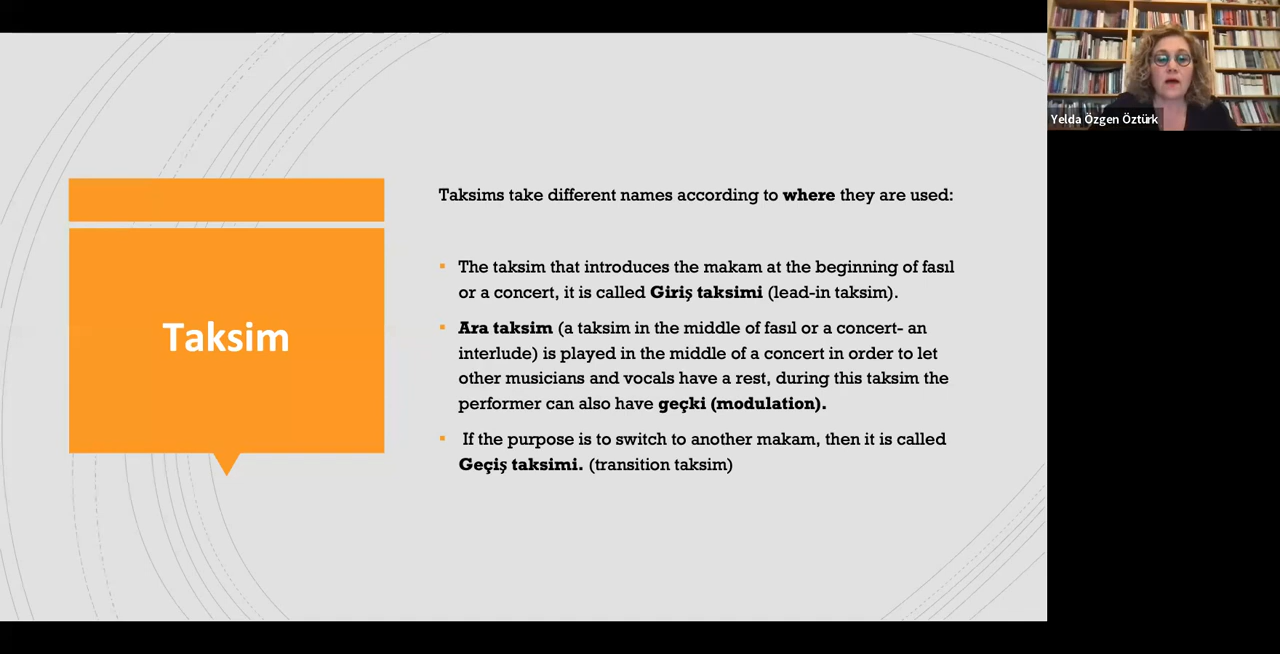 Yelda Özgen Öztürk
Taksim
Taksims take different names according to where they are used:
The taksim that introduces the makam at the beginning of fasıl
or a concert, it is called Giriş taksimi (lead-in taksim).
Ara taksim (a taksim in the middle of fasıl or a concert- an
interlude) is played in the middle of a concert in order to let
other musicians and vocals have a rest, during this taksim the
performer can also have geçki (modulation).
If the purpose is to switch to another makam, then it is called
Geçiş taksimi. (transition taksim)